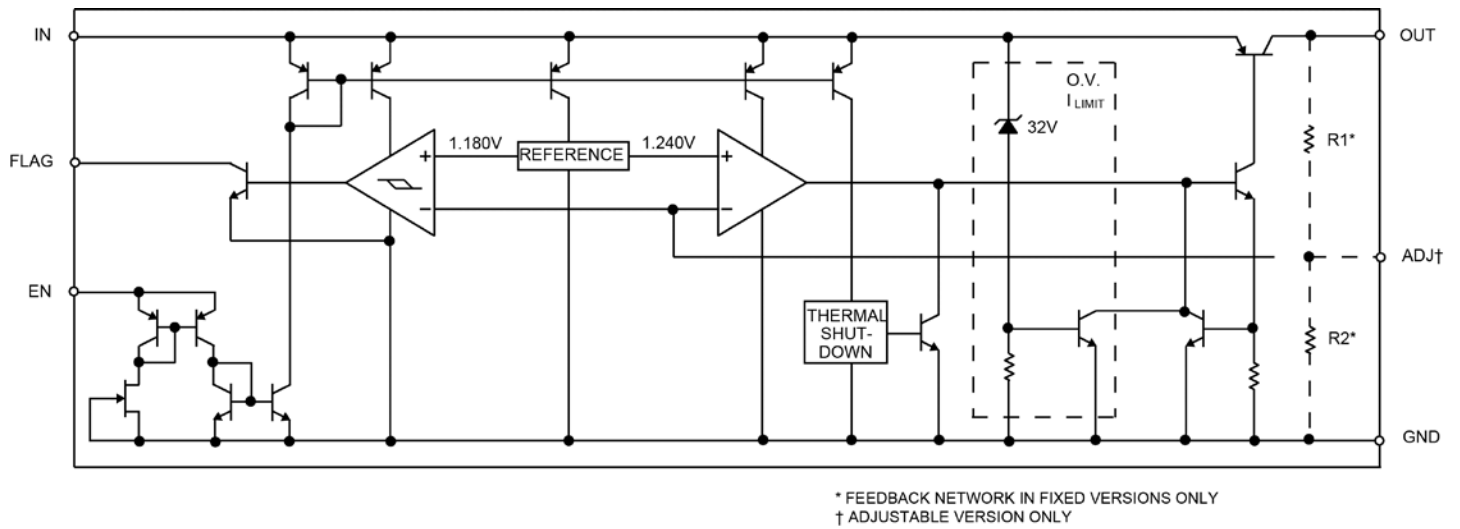 IN
OUT
O.V.
I LIMIT
32V
R1*
FLAG
1.180V
REFERENCE
1.240V
+
+
−
−
ADJ†
EN
THERMAL
SHUT-
DOWN
R2*
GND
* FEEDBACK NETWORK IN FIXED VERSIONS ONLY
† ADJUSTABLE VERSION ONLY